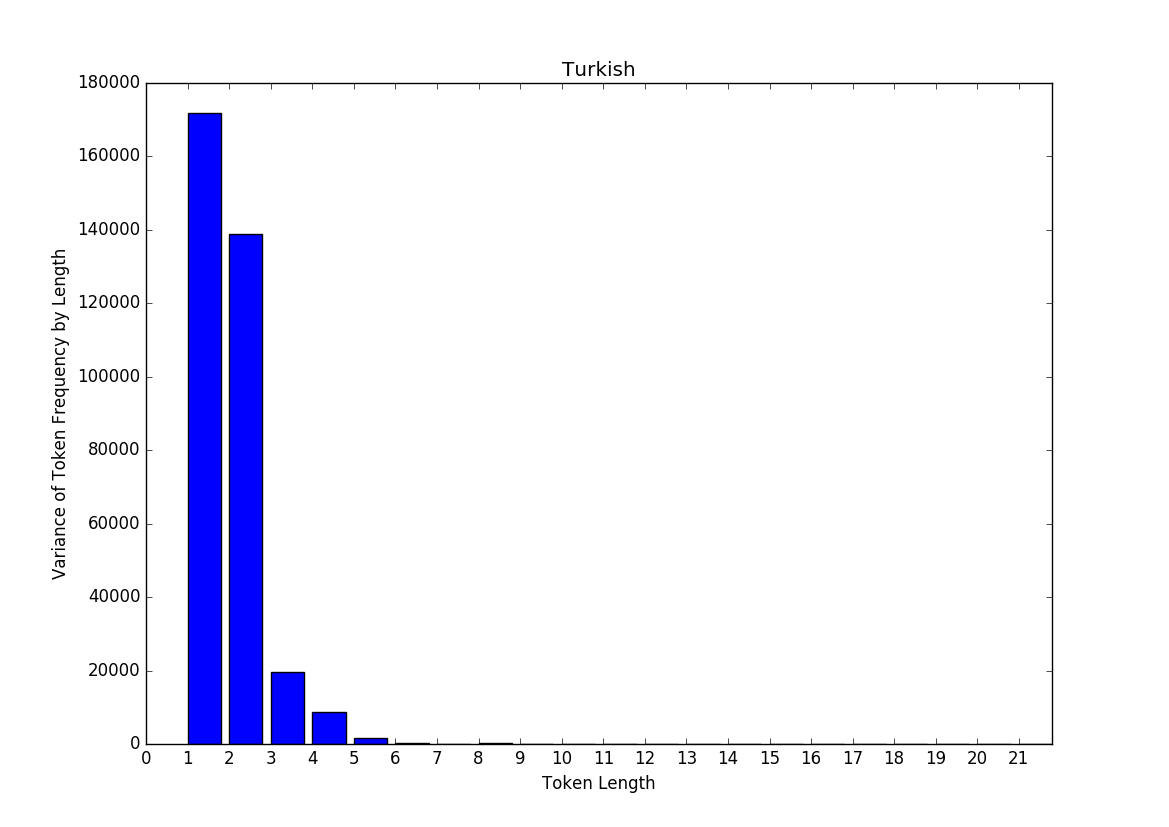 Turkish
180000
160000
140000
120000
100000
80000
60000
40000
20000
0
Variance of Token Frequency by Length
0 1 2 3 4 5 6 7 8 9 10 11 12 13 14 15 16 17 18 19 20 21
Token Length